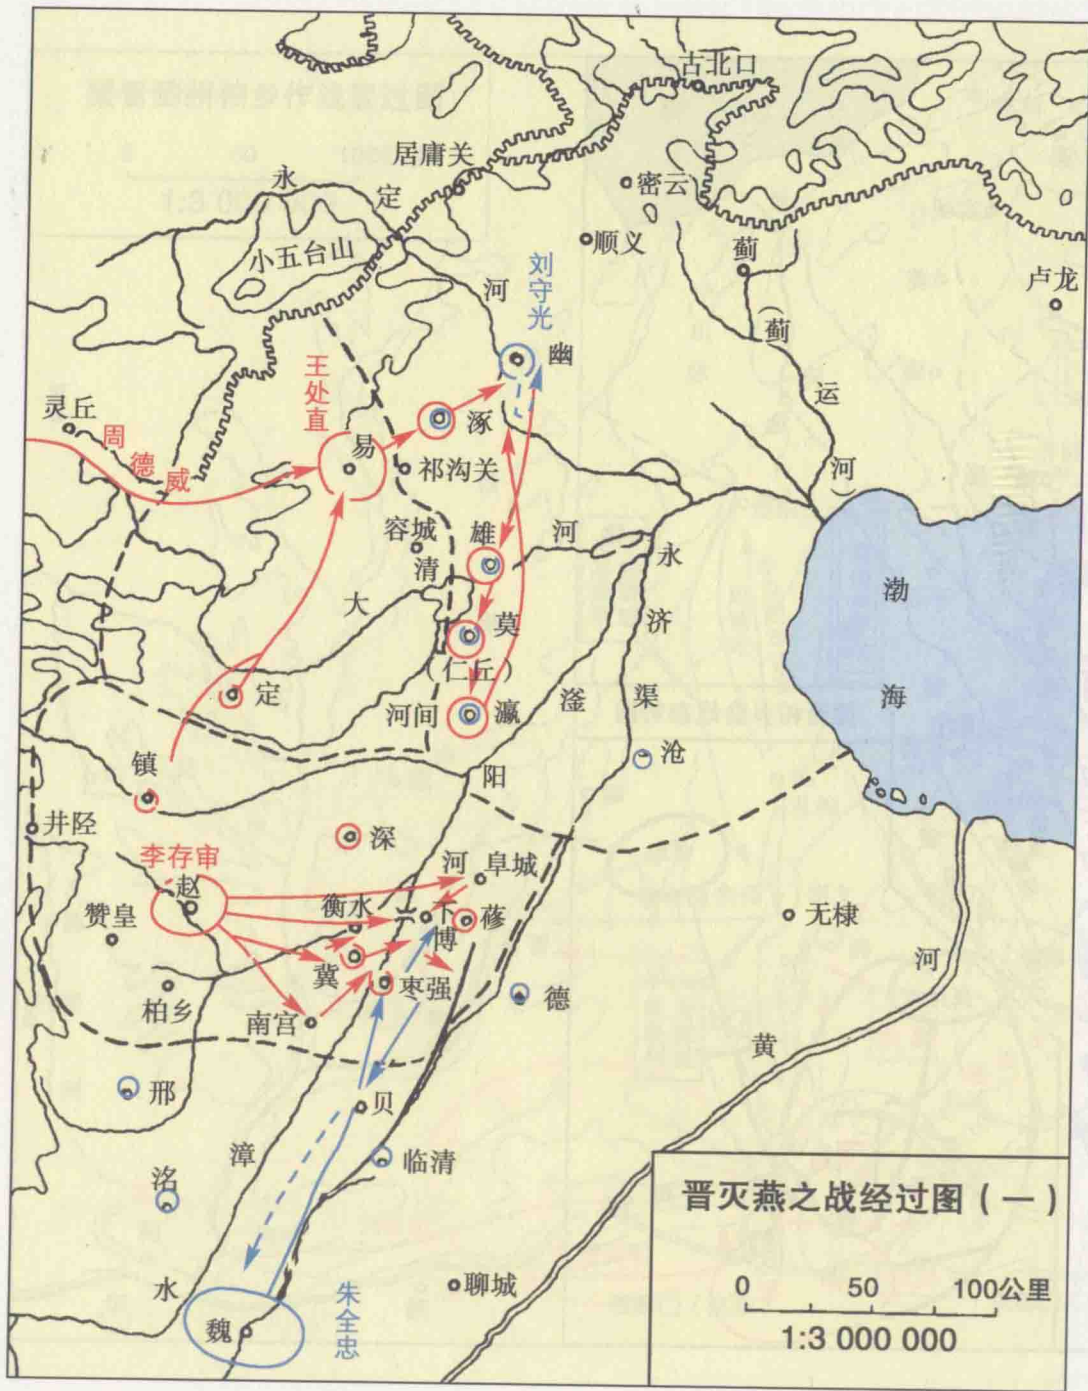 古北口
居庸关
密云
永
定
河
顺义
蓟
小五台山
刘守光
卢龙
(蓟
运
河)
幽
王处直
灵丘
周德威
涿
易
祁沟关
容城
雄
河
清
大
永
济
渠
渤
海
莫
(仁丘)
定
河间
瀛
滏
阳
河
沧
镇
井陉
深
李存审
赵
阜城
赞皇
衡水
下博
蓨
无棣
冀
枣强
河
柏乡
南宫
德
黄
邢
贝
漳
水
临清
洺
晋灭燕之战经过图(一)
0 50 100公里
1:3 000 000
聊城
朱全忠
魏